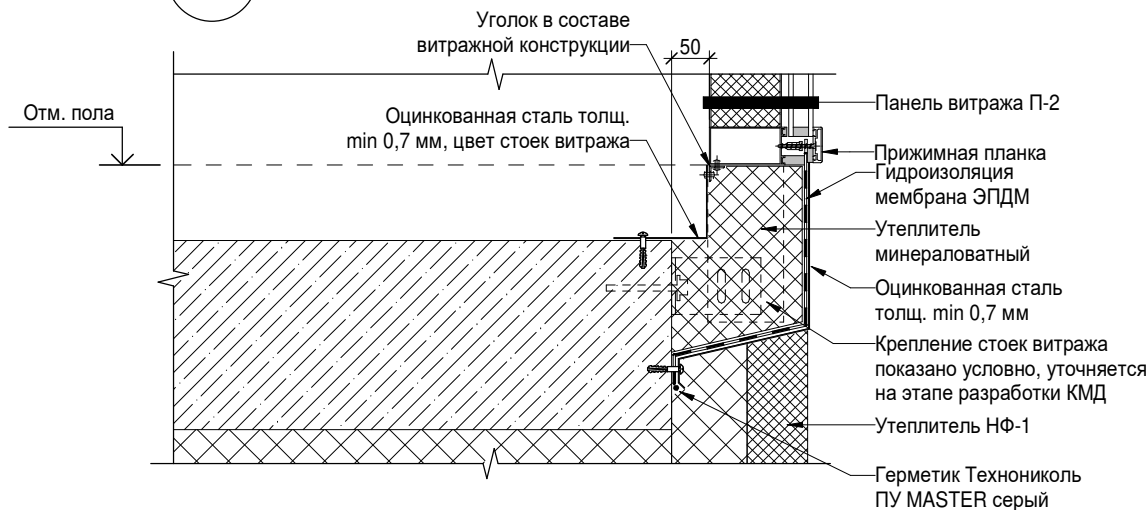 Уголок в составе
витражной конструкции
50
Отм. пола
Оцинкованная сталь толщ.
min 0,7 мм, цвет стоек витража
Панель витража П-2
Прижимная планка
Гидроизоляция
мембрана ЭПДМ
Утеплитель
минераловатный
Оцинкованная сталь
толщ. min 0,7 мм
Крепление стоек витража
показано условно, уточняется
на этапе разработки КМД
Утеплитель НФ-1
Герметик Технониколь
ПУ MASTER серый